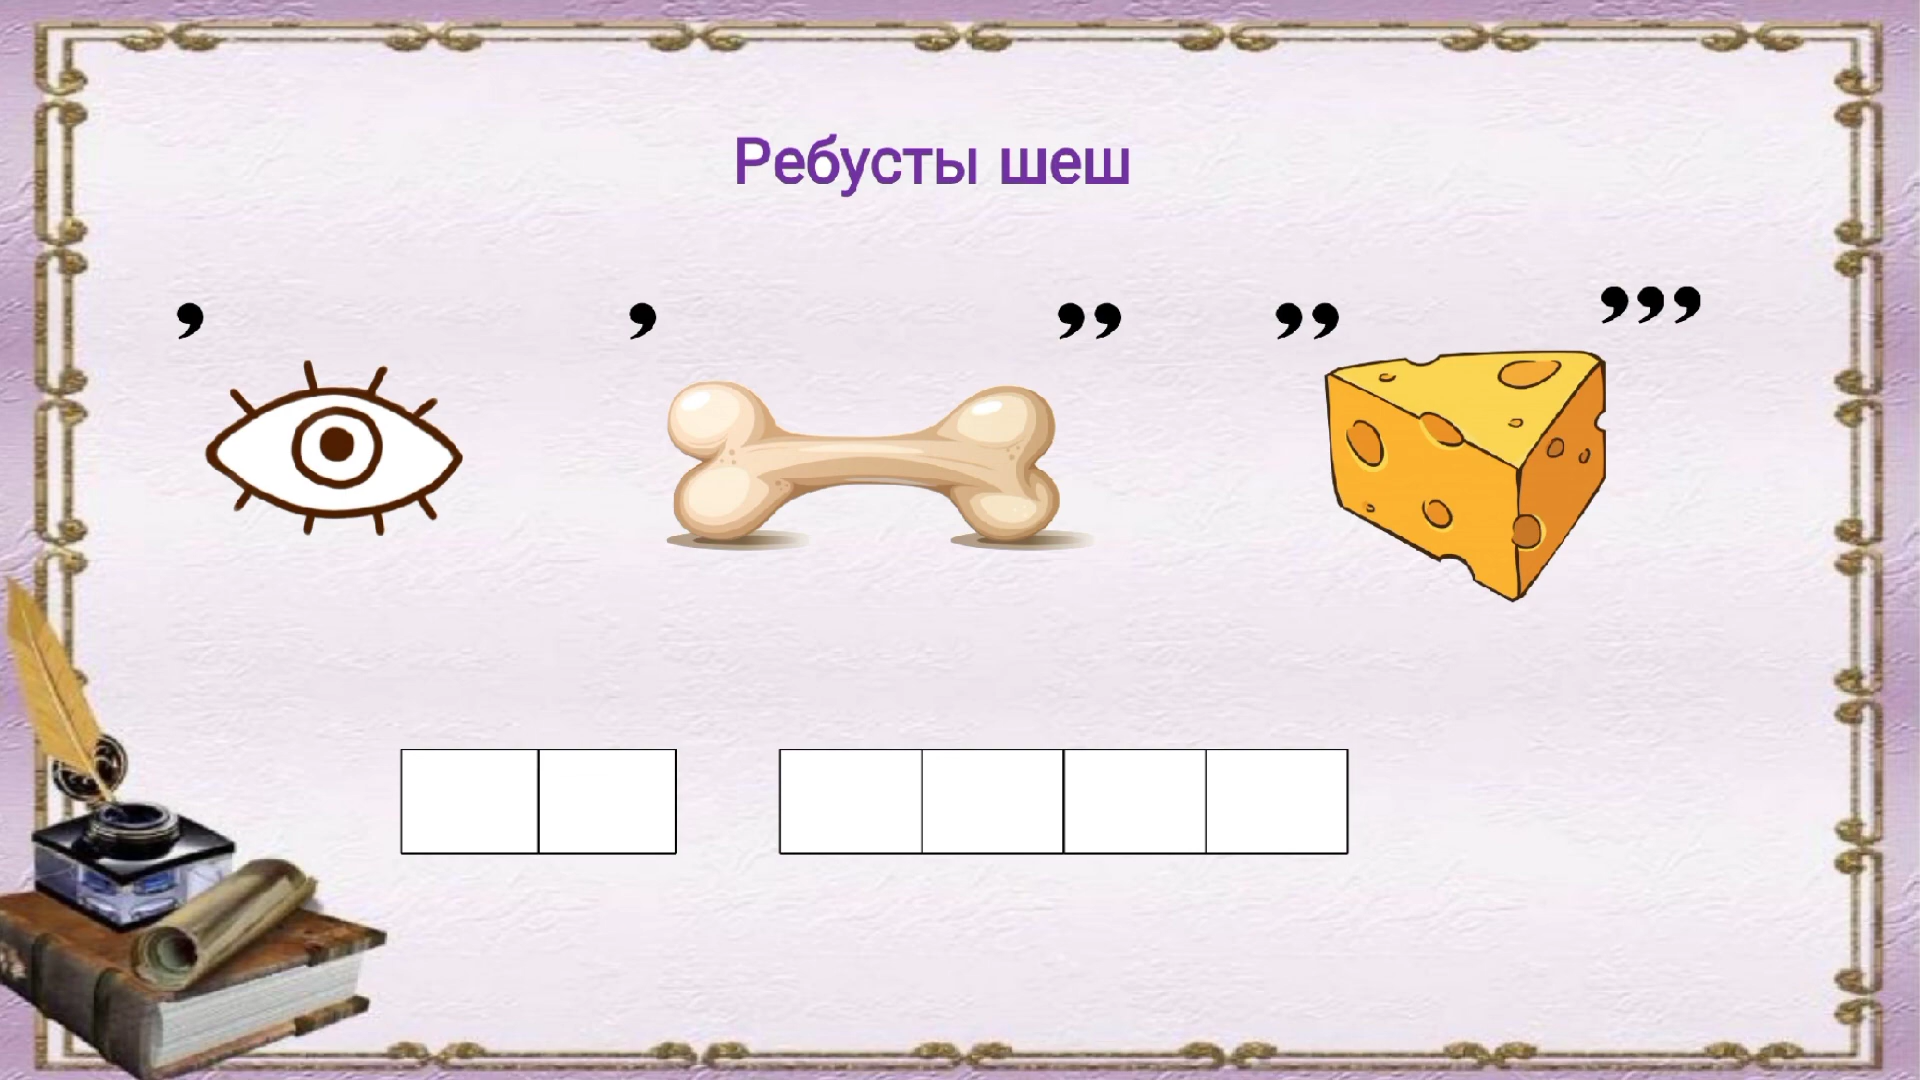 Ребусты шеш
, , ,, ,, ,,,